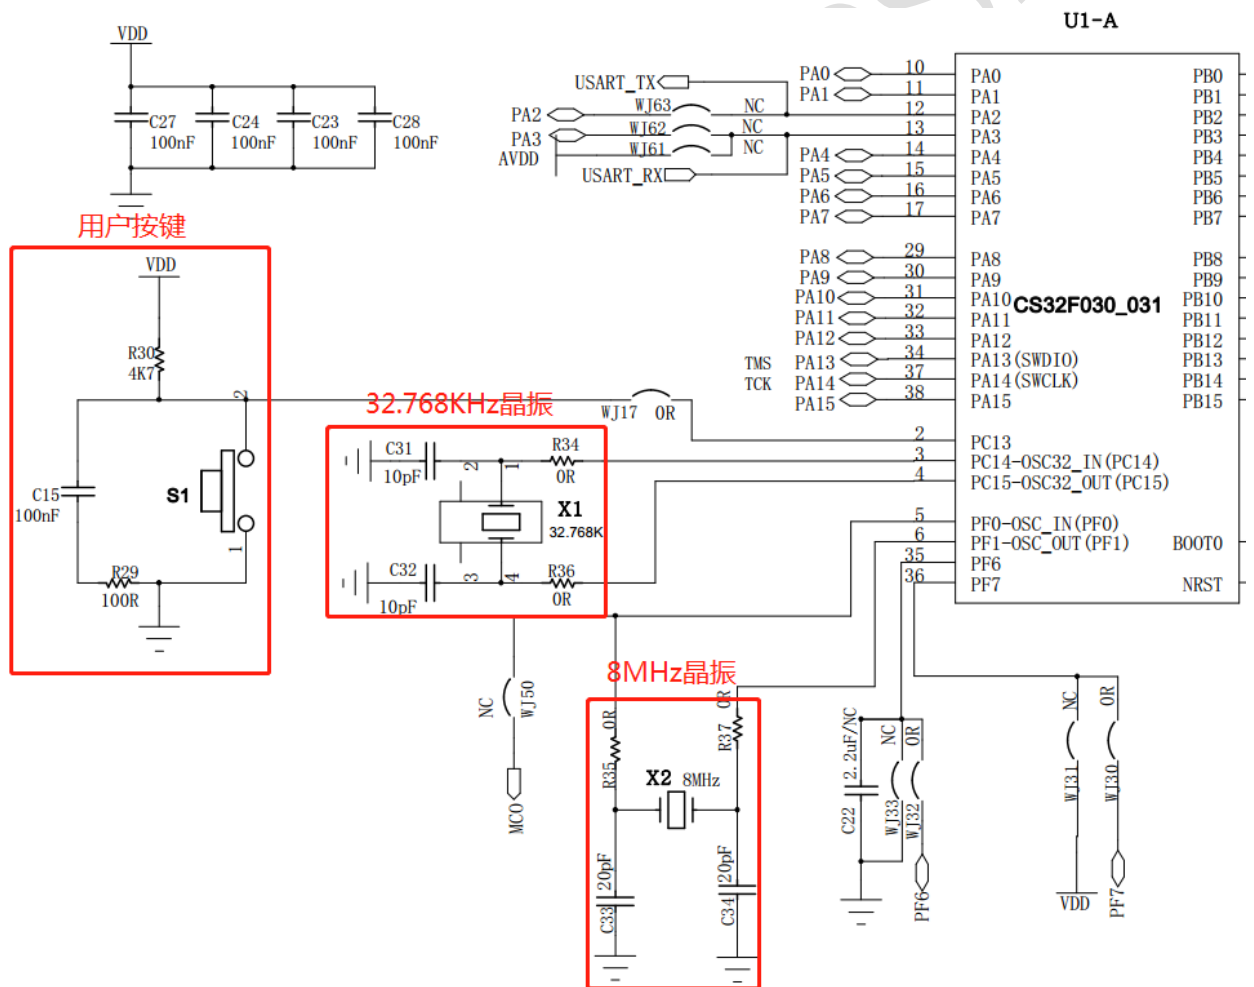 U1-A
VDD
C27
100nF
C24
100nF
C23
100nF
C28
100nF
USART_TX
PA2
WJ63
NC
PA3
WJ62
NC
AVDD
WJ61
NC
USART_RX
PA0
10
PA0
PB0
PA1
11
PA1
PB1
12
PA2
PB2
13
PA3
PB3
PA4
14
PA4
PB4
PA5
15
PA5
PB5
PA6
16
PA6
PB6
PA7
17
PA7
PB7
PA8
29
PA8
PB8
PA9
30
PA9
PB9
PA10
31
PA10
CS32F030_031
PB10
PA11
32
PA11
PB11
PA12
33
PA12
PB12
TMS
PA13
34
PA13(SWDIO)
PB13
TCK
PA14
37
PA14(SWCLK)
PB14
PA15
38
PA15
PB15
2
PC13
3
PC14-OSC32_IN(PC14)
4
PC15-OSC32_OUT(PC15)
5
PF0-OSC_IN(PF0)
6
PF1-OSC_OUT(PF1)
BOOT0
35
PF6
36
PF7
NRST
用户按键
VDD
R30
4K7
2
S1
C15
100nF
1
R29
100R
WJ17 0R
32.768KHz晶振
C31
10pF
2
1
R34
0R
X1
32.768K
C32
10pF
3
4
R36
0R
NC
WJ50
MCO
8MHz晶振
0R
R35
0R
R37
X2 8MHz
20pF
C33
20pF
C34
2.2uF/NC
C22
NC
WJ33
0R
WJ32
PF6
NC
WJ31
0R
WJ30
VDD
PF7